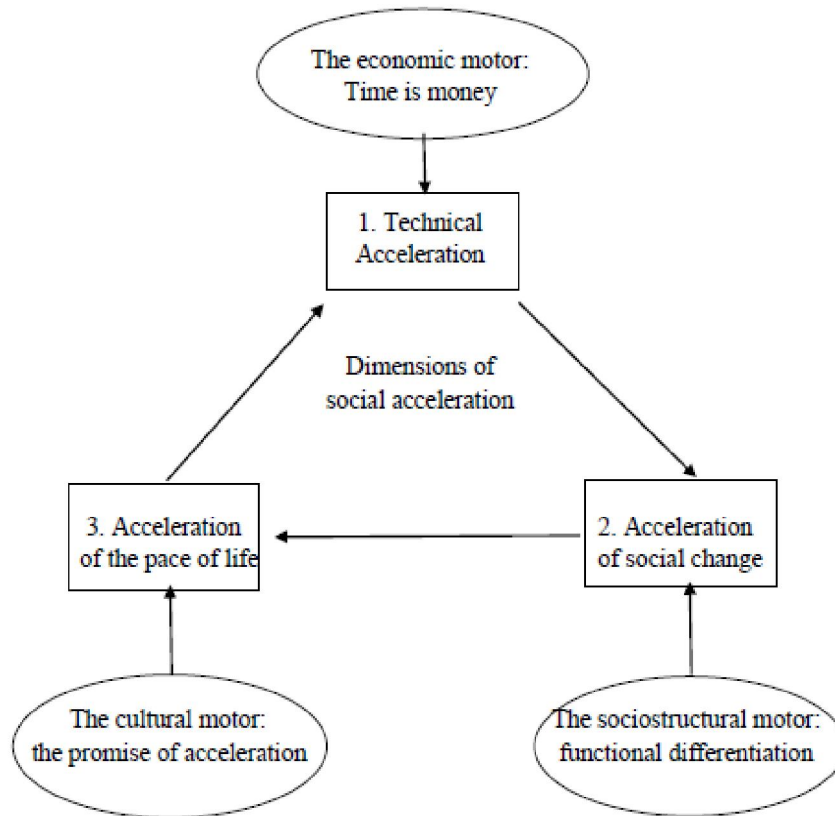 The economic motor:
Time is money
1. Technical
Acceleration
Dimensions of
social acceleration
3. Acceleration
of the pace of life
2. Acceleration
of social change
The cultural motor:
the promise of acceleration
The sociostructural motor:
functional differentiation